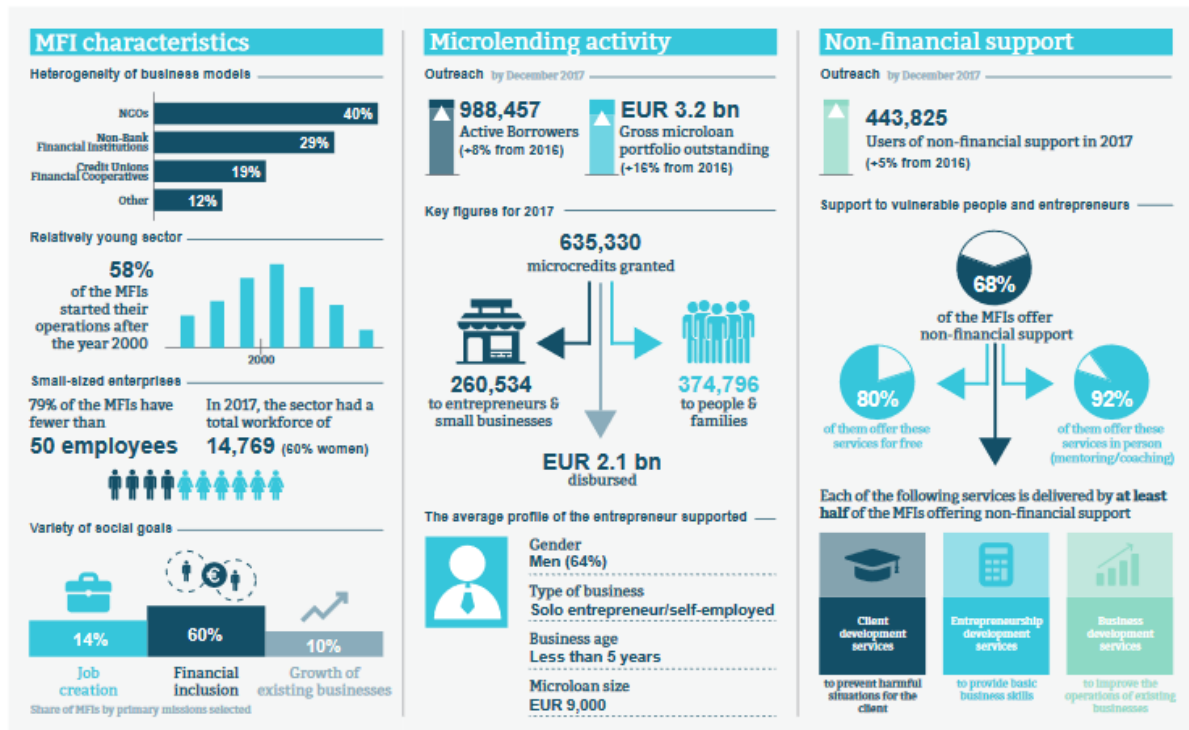 MFI characteristics
Heterogeneity of business models
NGOs
40%
Non-Bank
Financial Institutions
29%
Credit Unions
Financial Cooperatives
19%
Other
12%
Relatively young sector
58%
of the MFIs
started their
operations after
the year 2000
2000
Small-sized enterprises
79% of the MFIs have
fewer than
50 employees
In 2017, the sector had a
total workforce of
14,769 (60% women)
Variety of social goals
€
14%
60%
10%
Job
creation
Financial
inclusion
Growth of
existing businesses
Share of MFIs by primary missions selected
Microlending activity
Outreach by December 2017
988,457
Active Borrowers
(+8% from 2016)
EUR 3.2 bn
Gross microloan
portfolio outstanding
(+16% from 2016)
Key figures for 2017
635,330
microcredits granted
260,534
to entrepreneurs &
small businesses
374,796
to people &
families
EUR 2.1 bn
disbursed
The average profile of the entrepreneur supported
Gender
Men (64%)
Type of business
Solo entrepreneur/self-employed
Business age
Less than 5 years
Microloan size
EUR 9,000
Non-financial support
Outreach by December 2017
443,825
Users of non-financial support in 2017
(+5% from 2016)
Support to vulnerable people and entrepreneurs
68%
of the MFIs offer
non-financial support
80%
of them offer these
services for free
92%
of them offer these
services in person
(mentoring/coaching)
Each of the following services is delivered by at least
half of the MFIs offering non-financial support
Client
development
services
to prevent harmful
situations for the
client
Entrepreneurship
development
services
to provide basic
business skills
Business
development
services
to improve the
operations of existing
businesses